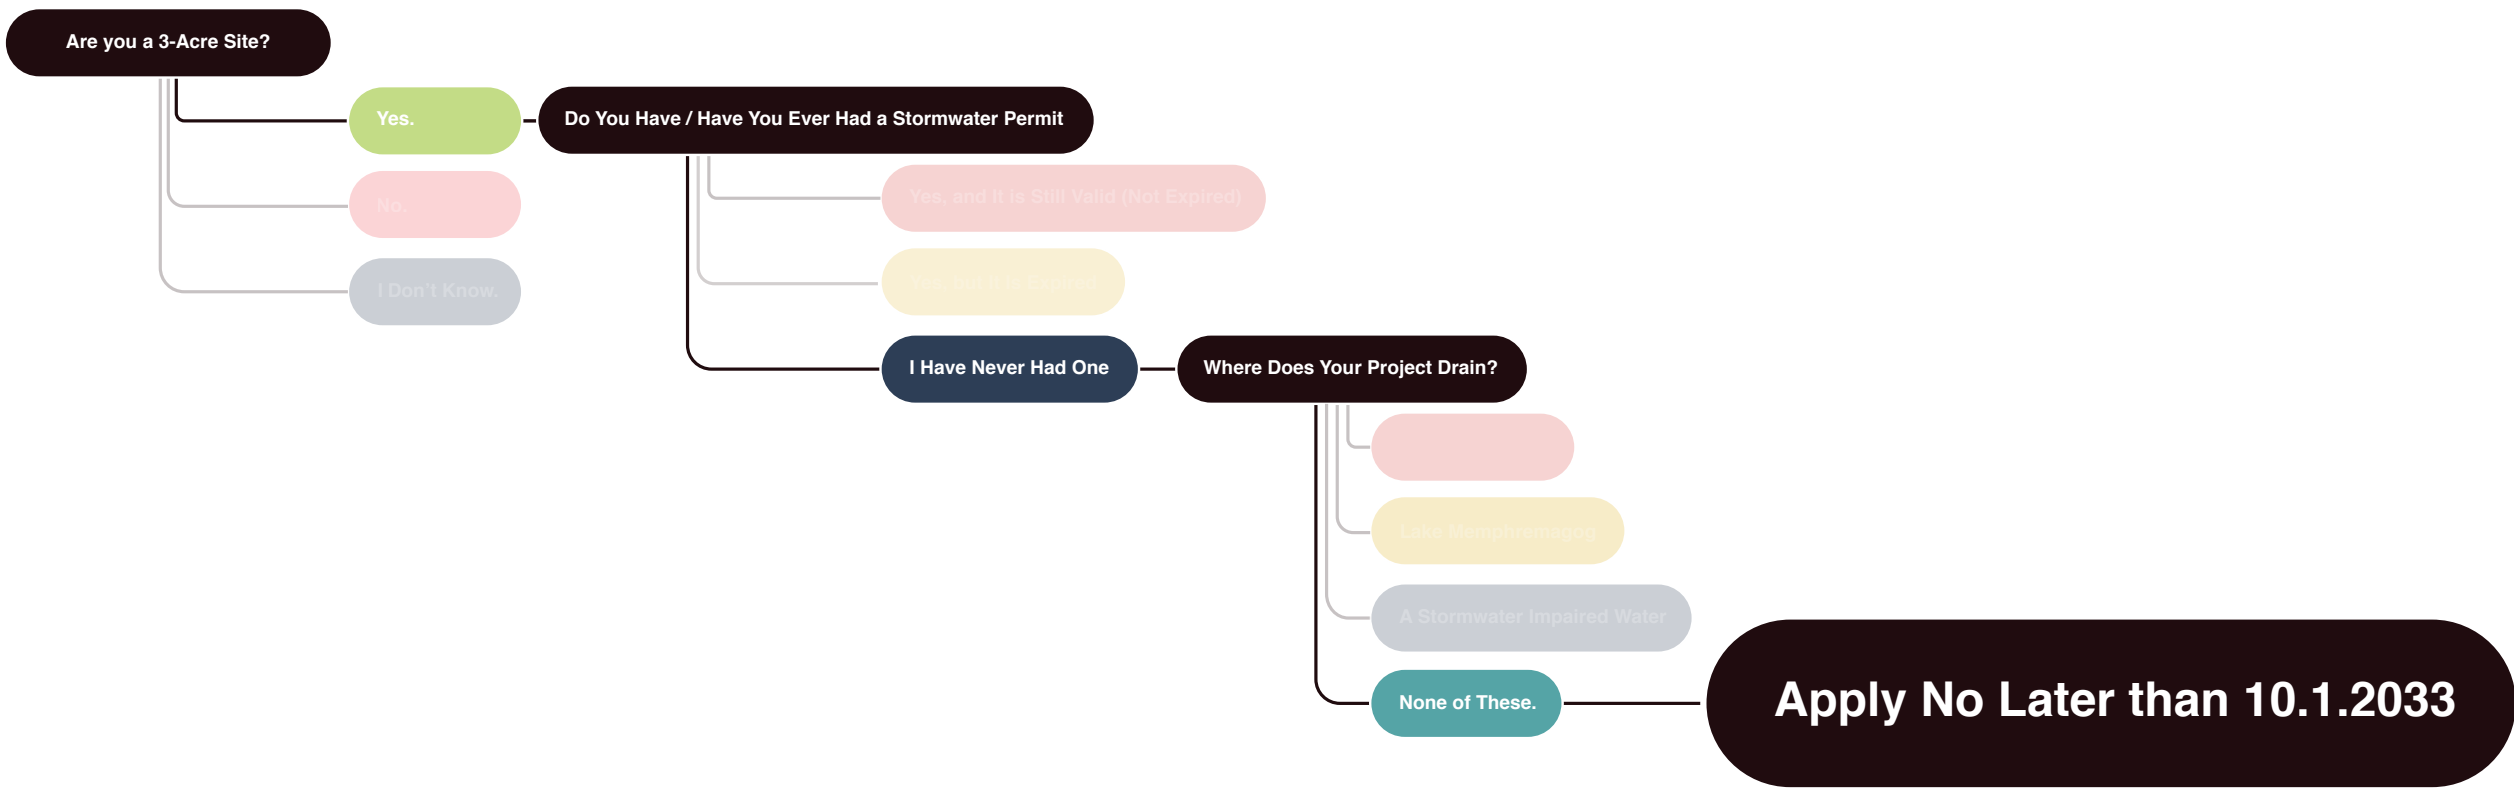 Are you a 3-Acre Site?
Yes.
Do You Have / Have You Ever Had a Stormwater Permit
No.
Yes, and It is Still Valid (Not Expired)
I Don't Know.
Yes, but It is Expired
I Have Never Had One
Where Does Your Project Drain?
Lake Memphremegog
A Stormwater Impaired Water
None of These.
Apply No Later than 10.1.2033